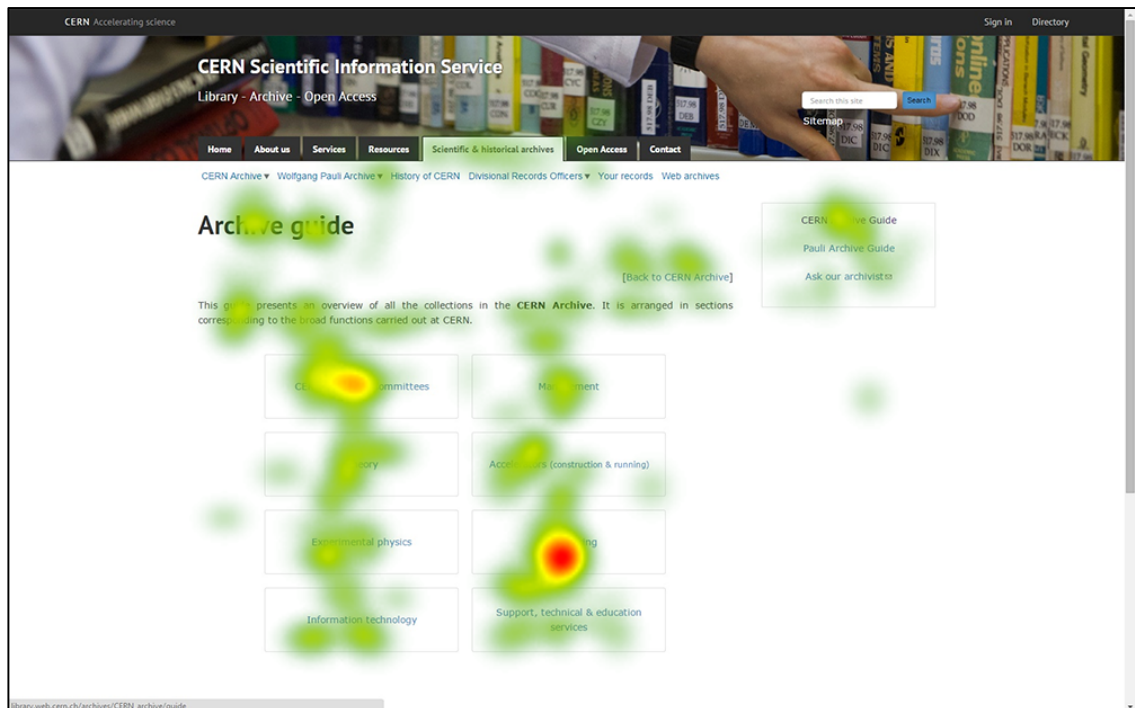 CERN Accelerating science
Sign in Directory
CERN Scientific Information Service
Library - Archive - Open Access
Search this site Search
Sitemap
Home About us Services Resources Scientific & historical archives Open Access Contact
CERN Archive ▾ Wolfgang Pauli Archive ▾ History of CERN Divisional Records Officers ▾ Your records Web archives
Archive guide
CERN Archive Guide
Pauli Archive Guide
Ask our archivist
[Back to CERN Archive]
This guide presents an overview of all the collections in the CERN Archive. It is arranged in sections
corresponding to the broad functions carried out at CERN.
committees
Management
Accelerators (construction & running)
Experimental physics
Information technology
Support, technical & education
services
library.web.cern.ch/archives/CERN_archive/guide